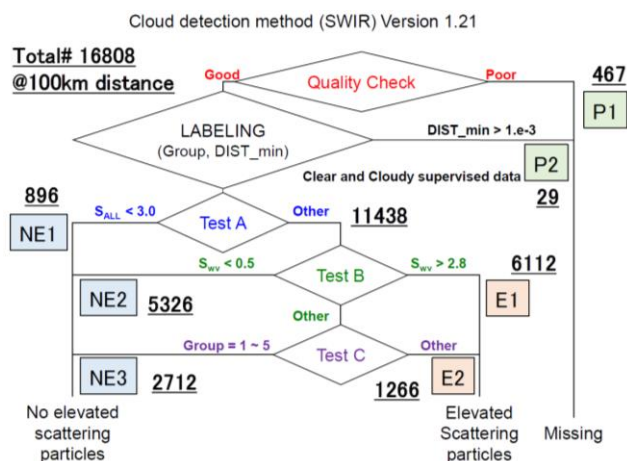 Cloud detection method (SWIR) Version 1.21
Total# 16808
@100km distance
Good
Quality Check
Poor
467
P1
LABELING
(Group, DIST_min)
DIST_min > 1.e-3
P2
Clear and Cloudy supervised data
29
896
NE1
S_ALL < 3.0
Test A
Other
11438
S_wv < 0.5
Test B
S_wv > 2.8
6112
NE2
5326
E1
Other
Group = 1 ~ 5
Test C
Other
NE3
2712
1266
E2
No elevated
scattering
particles
Elevated
Scattering
particles
Missing